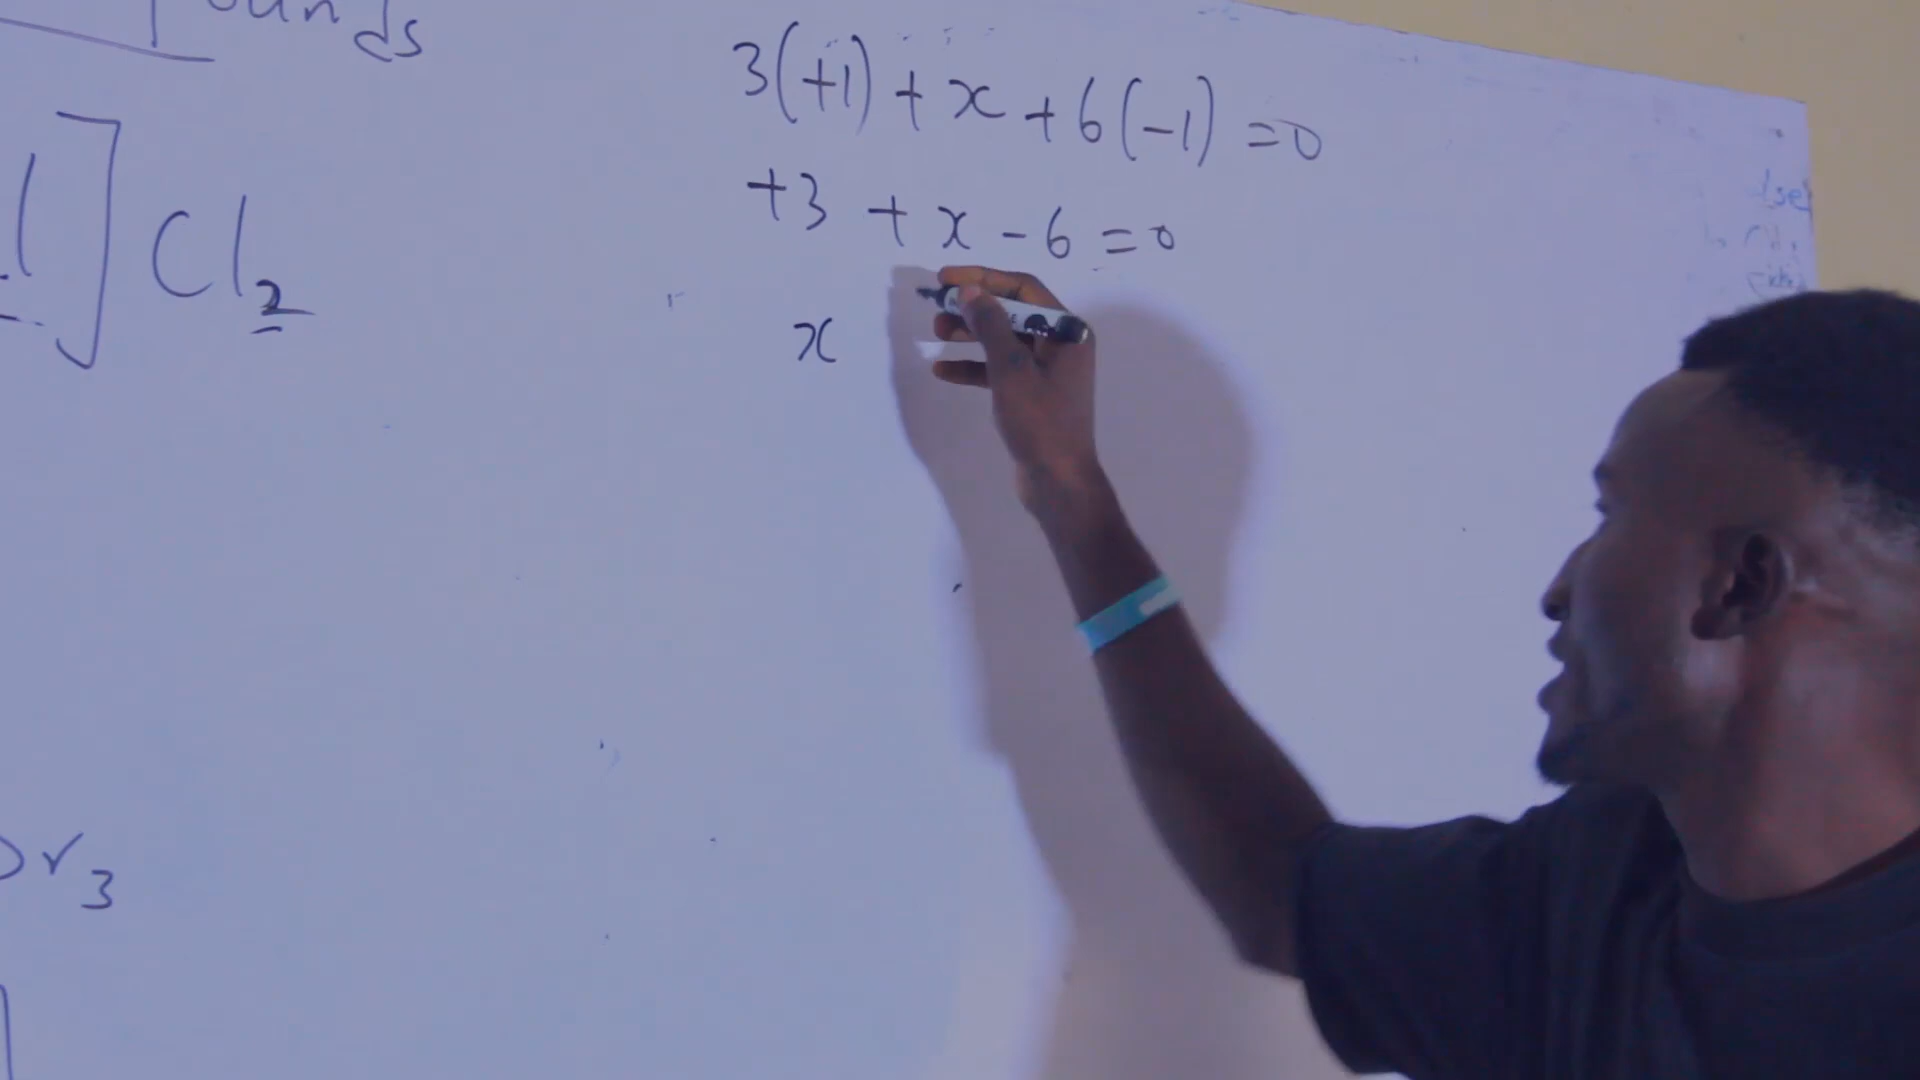 ounds
3(+1) + x + 6(-1) = 0
+3 + x - 6 = 0
x
] Cl₂
r₃